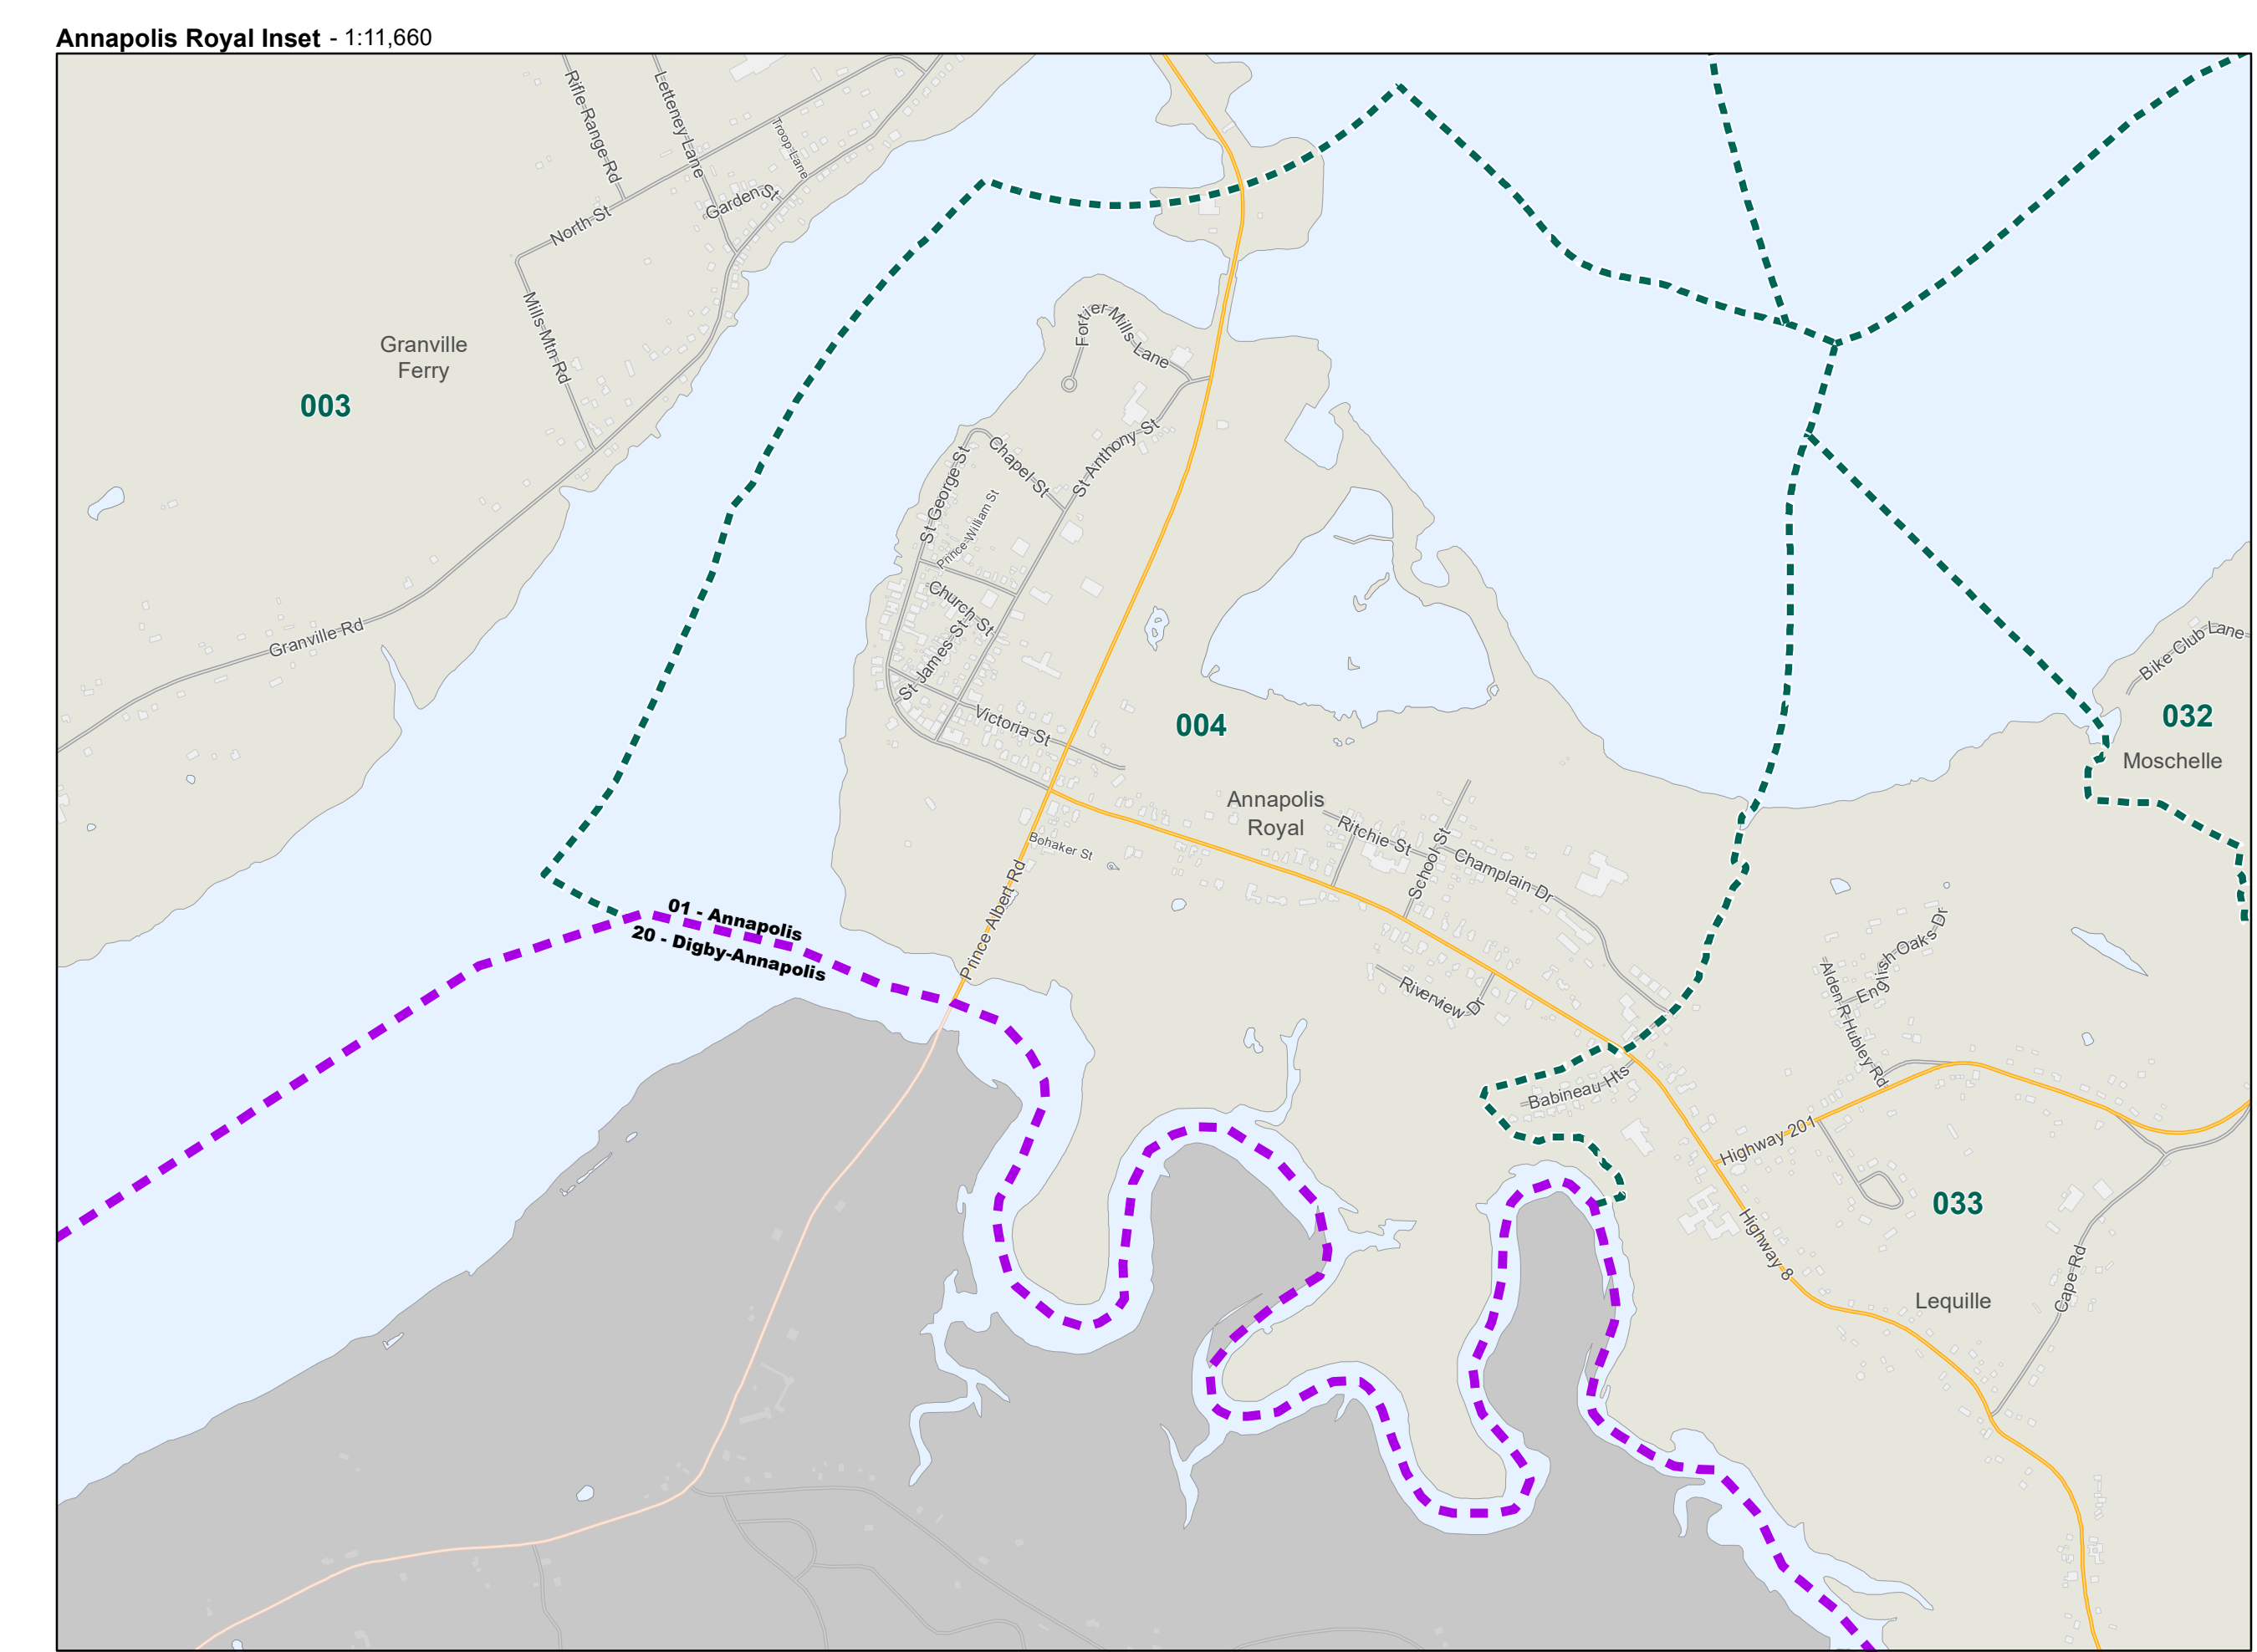 Annapolis Royal Inset - 1:11,660
Rifle Range Rd
Letteney Lane
Troop Lane
Garden St
North St
Mills Mtn Rd
Granville
Ferry
003
Granville Rd
Fortier Mills Lane
St Anthony St
Chapel St
St George St
Prince William St
Church St
St James St
Victoria St
004
Annapolis
Royal
Bohaker St
Prince Albert Rd
Ritchie St
School St
Champlain Dr
Riverview Dr
Babineau Hts
01 - Annapolis
20 - Digby-Annapolis
Bike Club Lane
032
Moschelle
English Oaks Dr
Alden R Hubley Rd
Highway 201
033
Highway 8
Lequille
Cape Rd